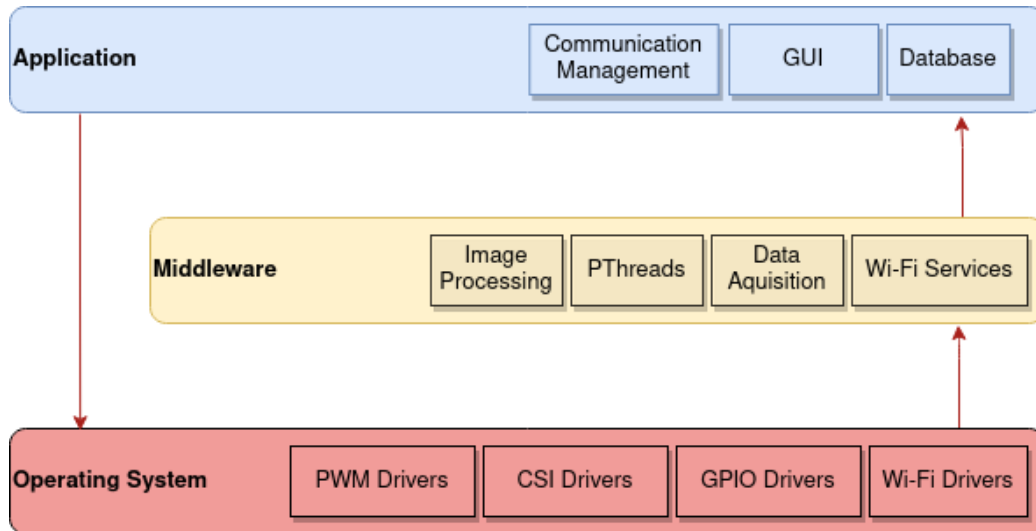 Application
Communication
Management
GUI
Database
Middleware
Image
Processing
PThreads
Data
Aquisition
Wi-Fi Services
Operating System
PWM Drivers
CSI Drivers
GPIO Drivers
Wi-Fi Drivers